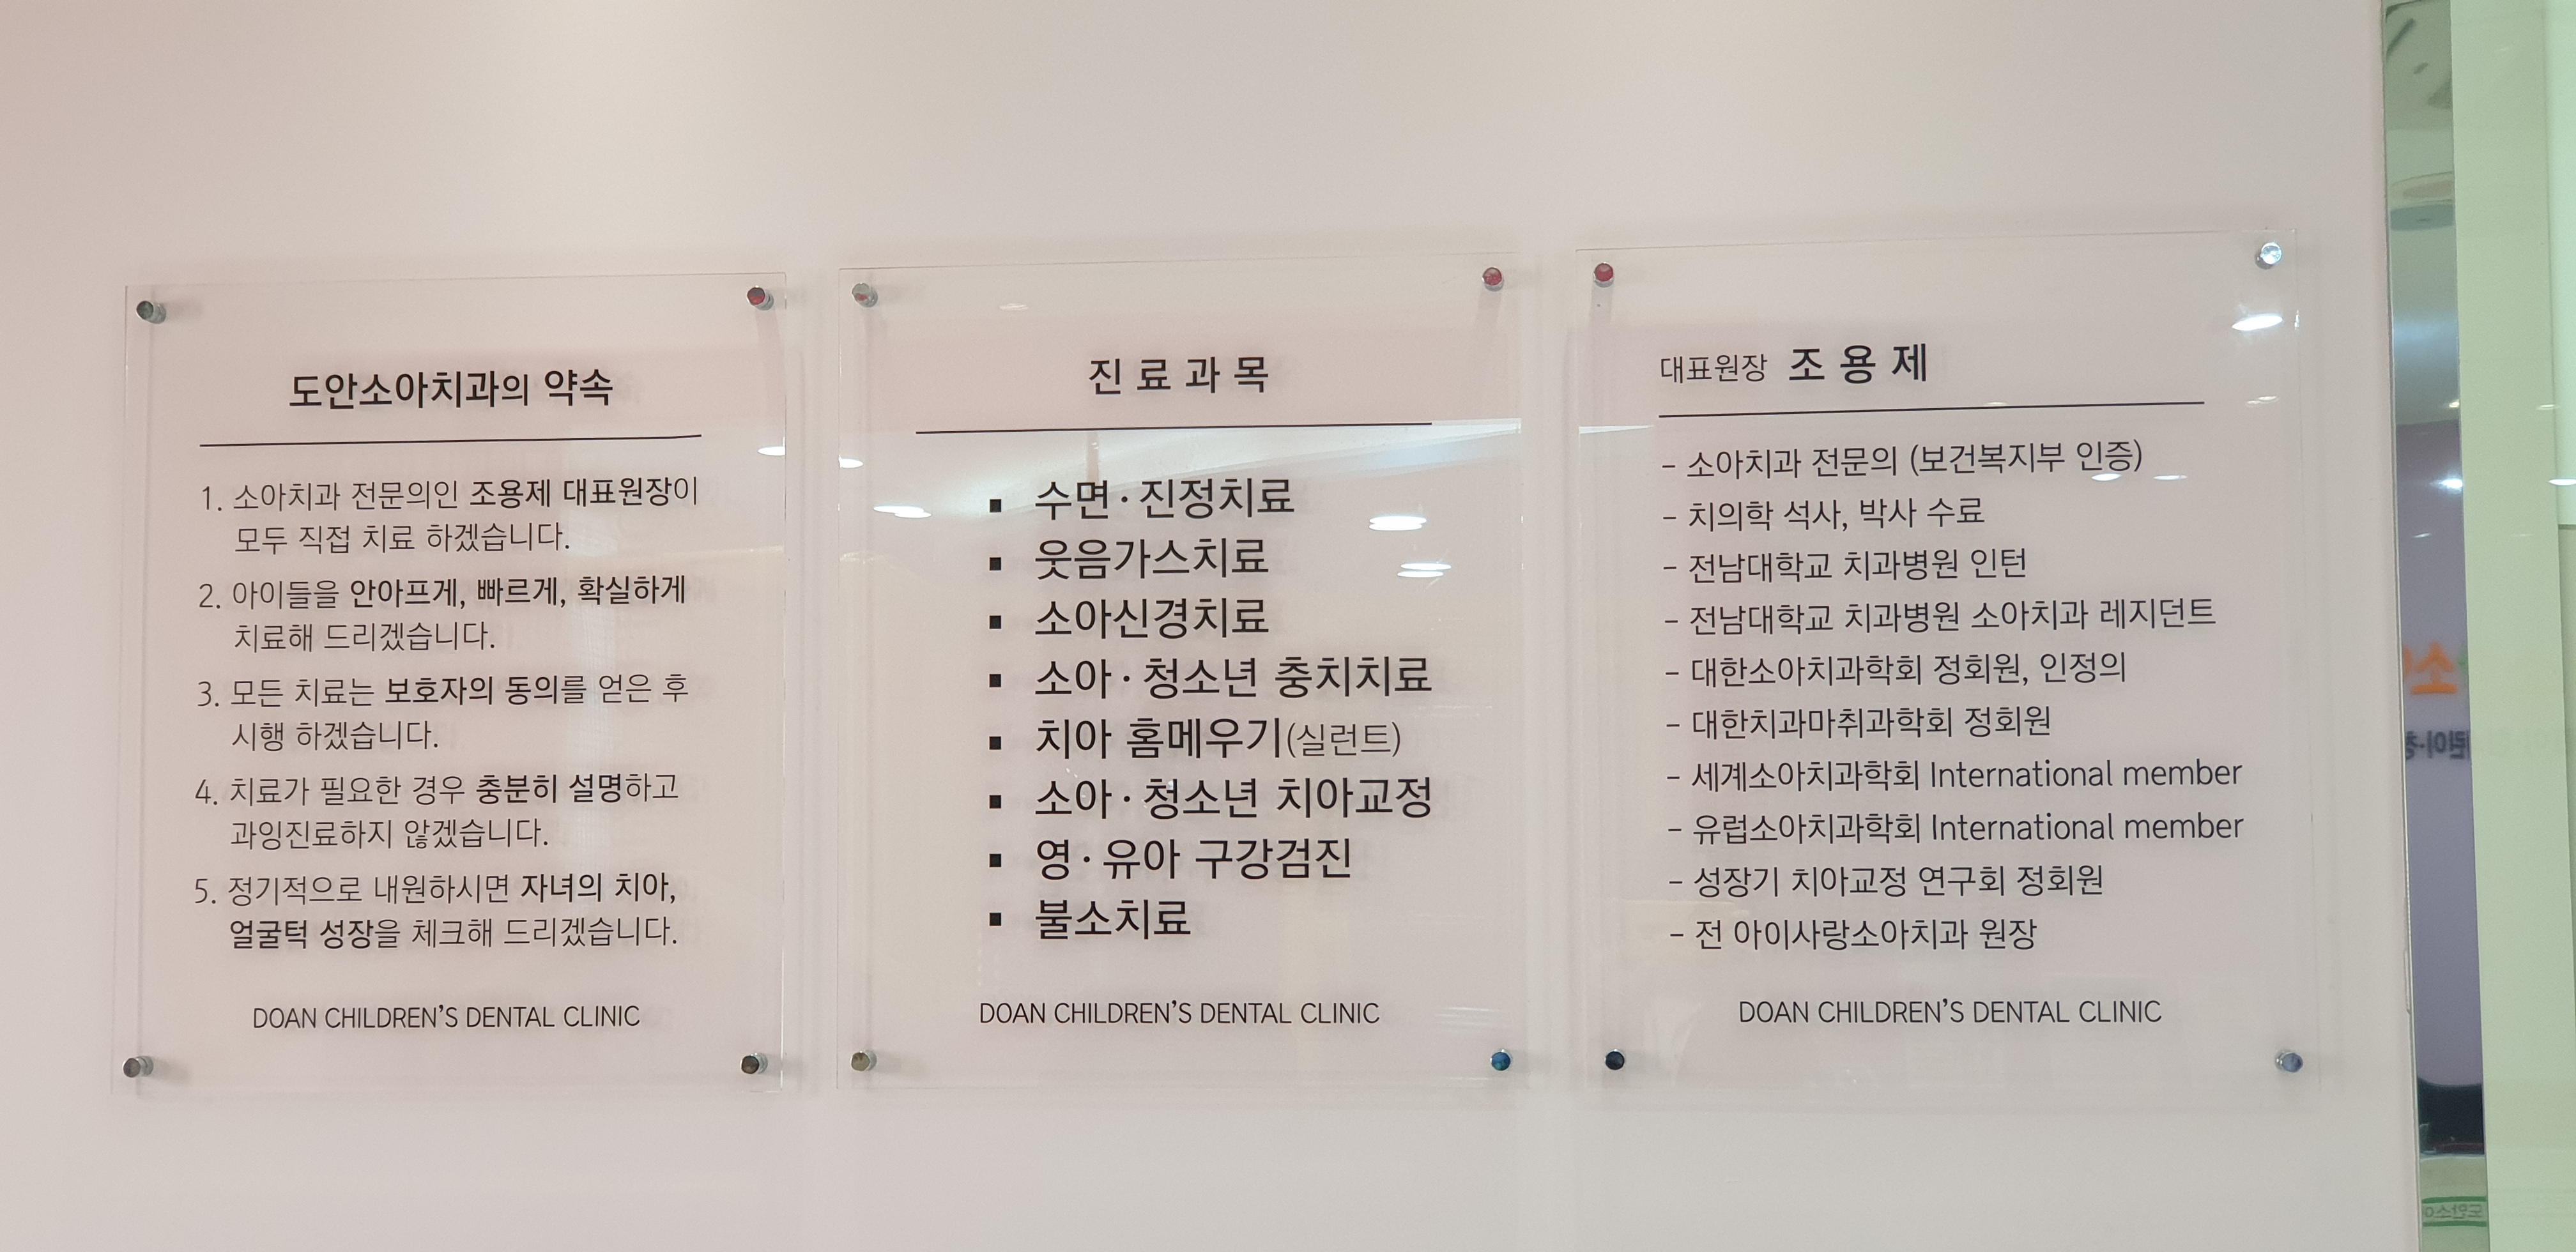 도안소아치과의 약속
1. 소아치과 전문의인 조용제 대표원장이
모두 직접 치료 하겠습니다.
2. 아이들을 안아프게, 빠르게, 확실하게
치료해 드리겠습니다.
3. 모든 치료는 보호자의 동의를 얻은 후
시행 하겠습니다.
4. 치료가 필요한 경우 충분히 설명하고
과잉진료하지 않겠습니다.
5. 정기적으로 내원하시면 자녀의 치아,
얼굴턱 성장을 체크해 드리겠습니다.
DOAN CHILDREN'S DENTAL CLINIC
진료과목
▪ 수면·진정치료
▪ 웃음가스치료
▪ 소아신경치료
▪ 소아·청소년 충치치료
▪ 치아 홈메우기(실런트)
▪ 소아·청소년 치아교정
▪ 영·유아 구강검진
▪ 불소치료
DOAN CHILDREN'S DENTAL CLINIC
대표원장 조용제
- 소아치과 전문의 (보건복지부 인증)
- 치의학 석사, 박사 수료
- 전남대학교 치과병원 인턴
- 전남대학교 치과병원 소아치과 레지던트
- 대한소아치과학회 정회원, 인정의
- 대한치과마취과학회 정회원
- 세계소아치과학회 International member
- 유럽소아치과학회 International member
- 성장기 치아교정 연구회 정회원
- 전 아이사랑소아치과 원장
DOAN CHILDREN'S DENTAL CLINIC